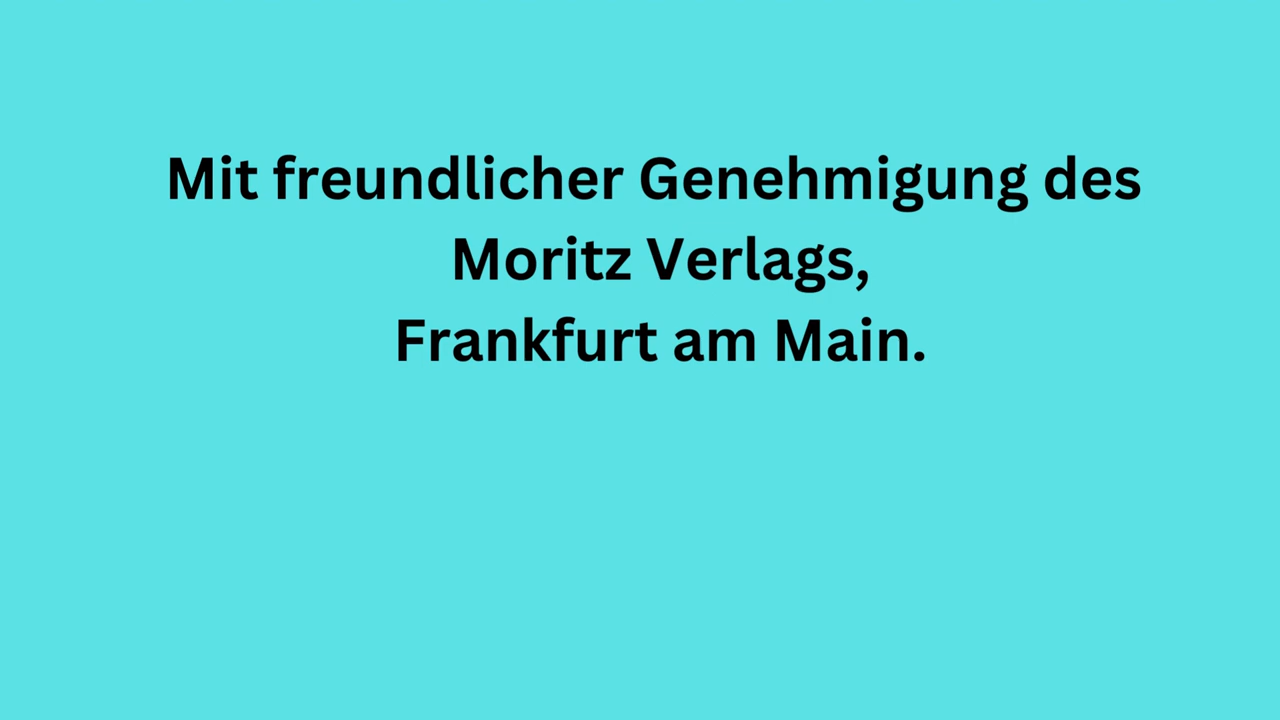 Mit freundlicher Genehmigung des
Moritz Verlags,
Frankfurt am Main.